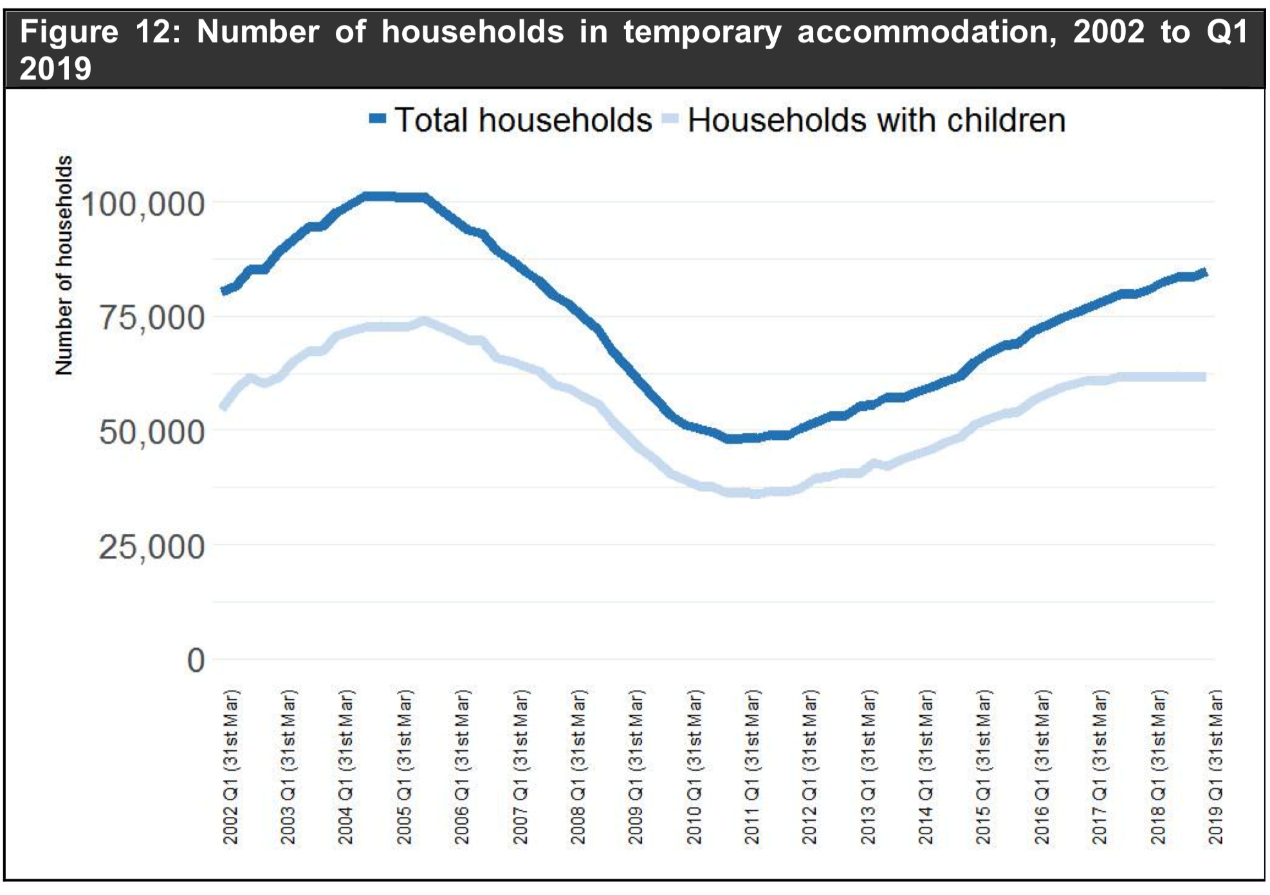 Figure 12: Number of households in temporary accommodation, 2002 to Q1
2019
Total households Households with children
Number of households
100,000
75,000
50,000
25,000
0
2002 Q1 (31st Mar)
2003 Q1 (31st Mar)
2004 Q1 (31st Mar)
2005 Q1 (31st Mar)
2006 Q1 (31st Mar)
2007 Q1 (31st Mar)
2008 Q1 (31st Mar)
2009 Q1 (31st Mar)
2010 Q1 (31st Mar)
2011 Q1 (31st Mar)
2012 Q1 (31st Mar)
2013 Q1 (31st Mar)
2014 Q1 (31st Mar)
2015 Q1 (31st Mar)
2016 Q1 (31st Mar)
2017 Q1 (31st Mar)
2018 Q1 (31st Mar)
2019 Q1 (31st Mar)